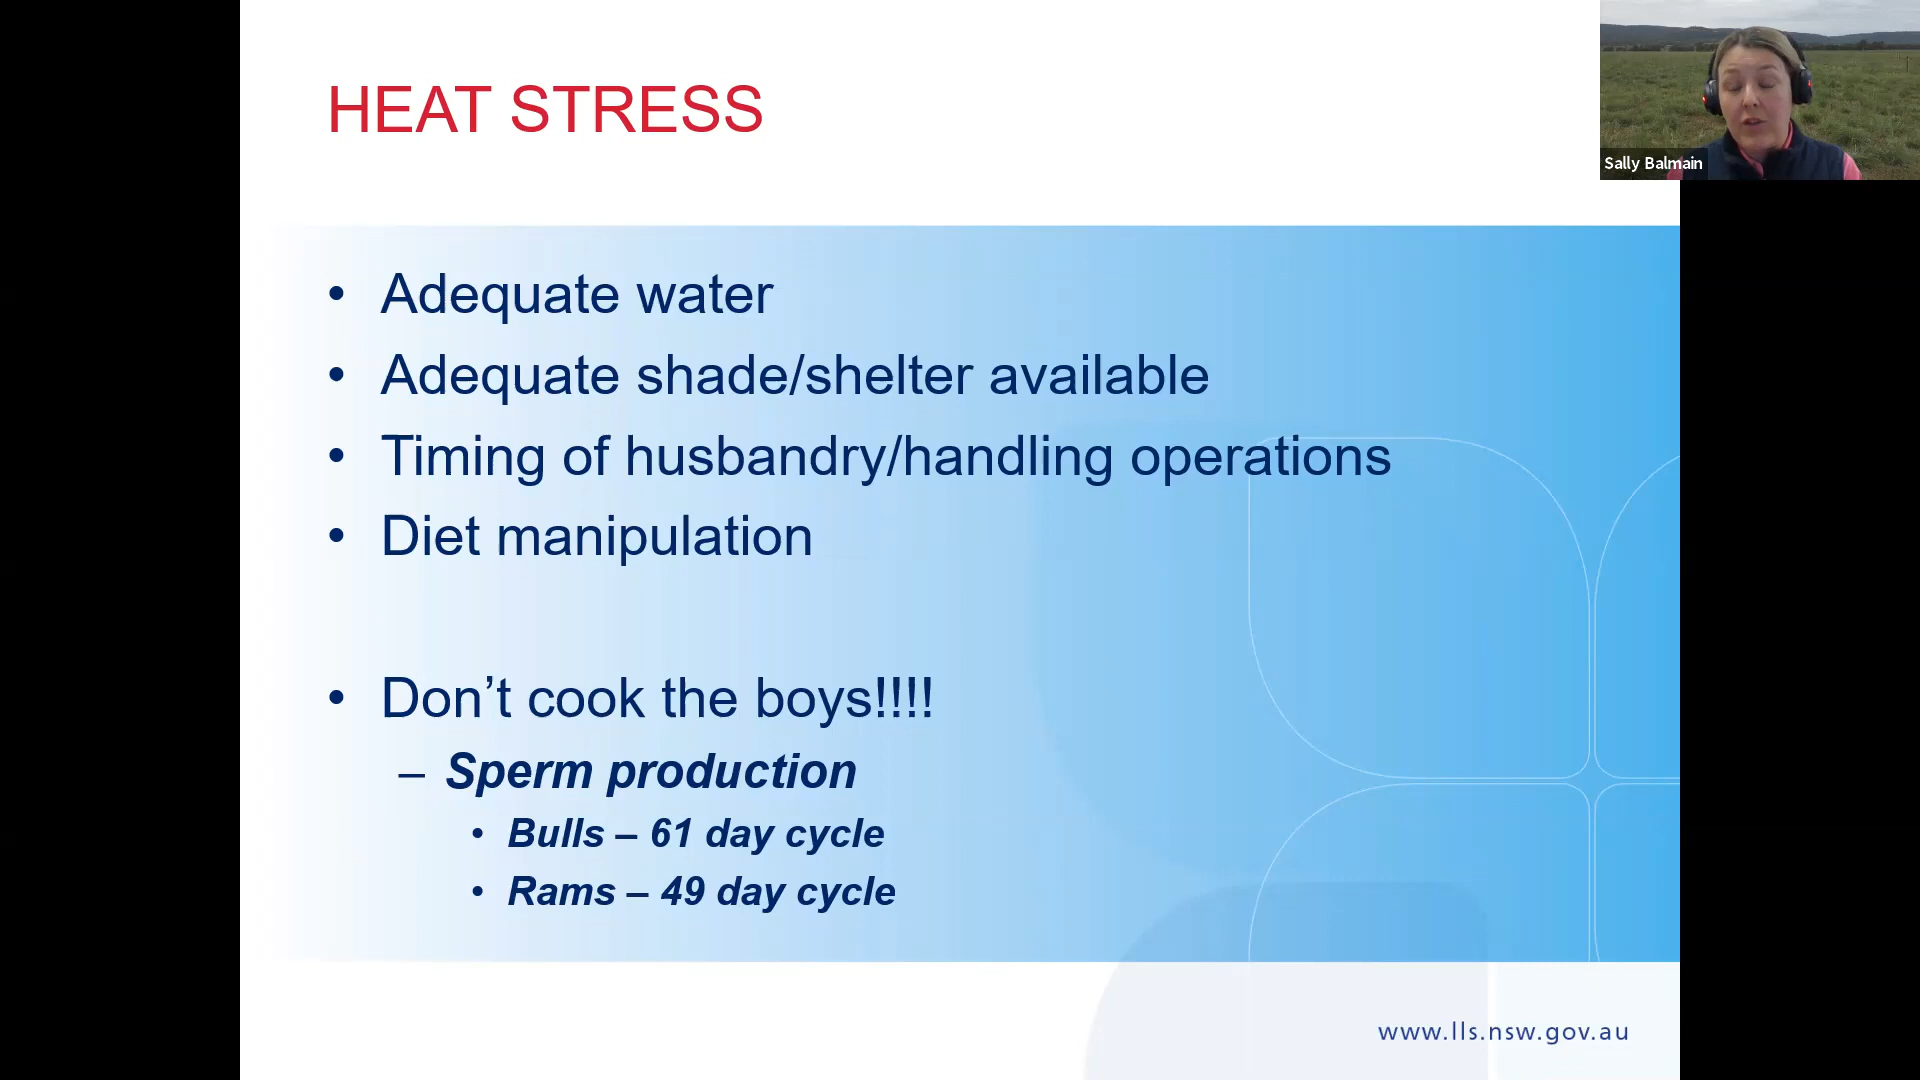 HEAT STRESS
Sally Balmain
• Adequate water
• Adequate shade/shelter available
• Timing of husbandry/handling operations
• Diet manipulation
• Don’t cook the boys!!!!
– Sperm production
• Bulls – 61 day cycle
• Rams – 49 day cycle
www.lls.nsw.gov.au